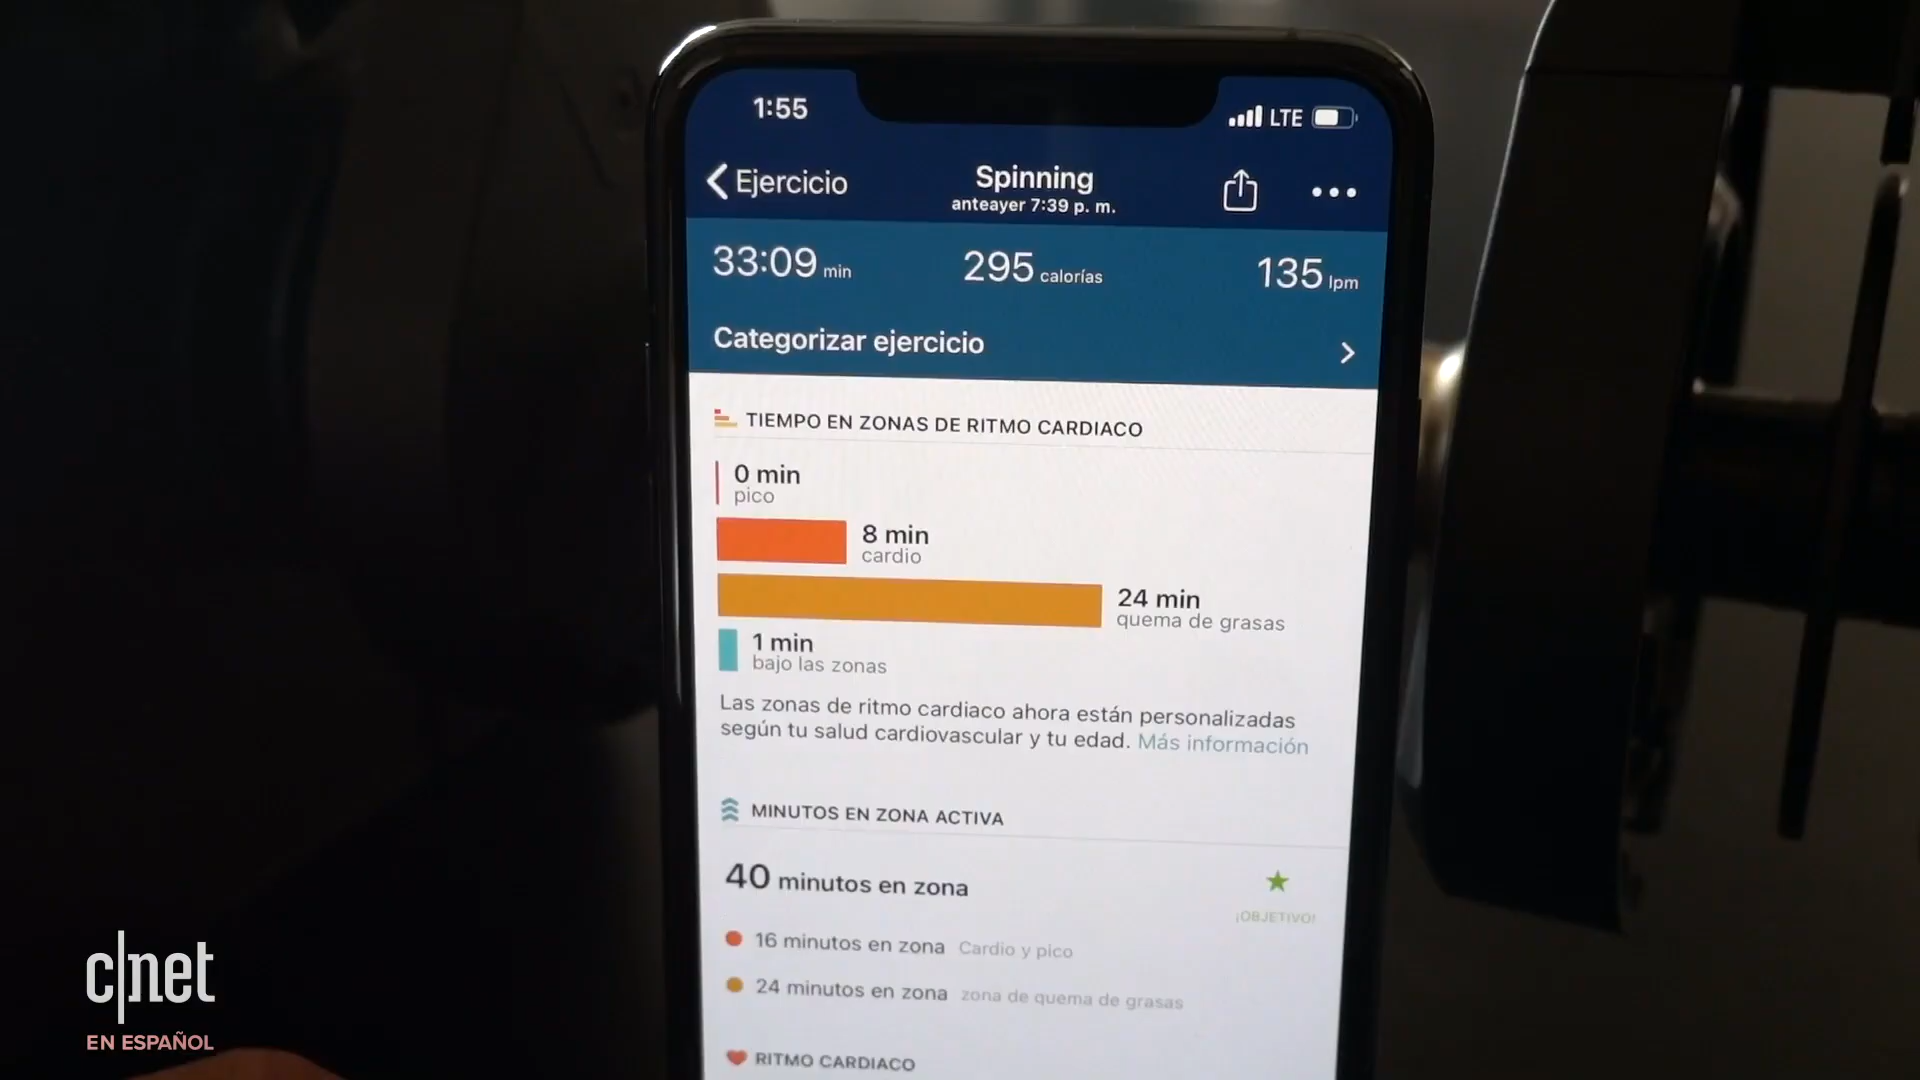 1:55
LTE
Ejercicio
Spinning
anteayer 7:39 p. m.
33:09 min
295 calorías
135 lpm
Categorizar ejercicio
TIEMPO EN ZONAS DE RITMO CARDIACO
0 min
pico
8 min
cardio
24 min
quema de grasas
1 min
bajo las zonas
Las zonas de ritmo cardiaco ahora están personalizadas
según tu salud cardiovascular y tu edad. Más información
MINUTOS EN ZONA ACTIVA
40 minutos en zona
¡OBJETIVO!
16 minutos en zona Cardio y pico
24 minutos en zona zona de quema de grasas
RITMO CARDIACO
c|net
EN ESPAÑOL